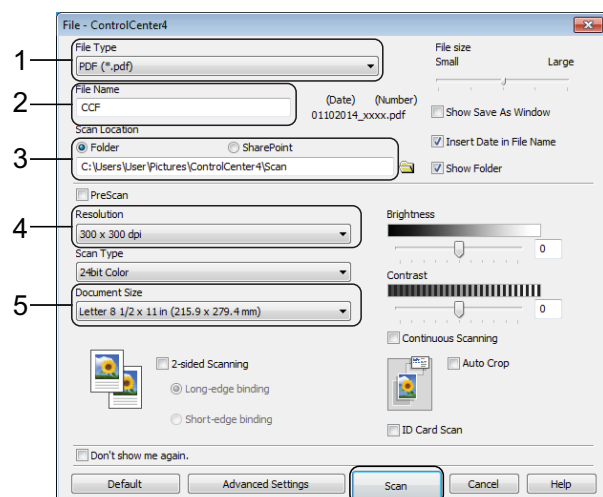 File - ControlCenter4
1
File Type
PDF (*.pdf)
File size
Small Large
2
File Name
CCF
(Date) (Number)
01102014_xxxx.pdf
Show Save As Window
Insert Date in File Name
Show Folder
3
Scan Location
Folder SharePoint
C:\Users\User\Pictures\ControlCenter4\Scan
PreScan
4
Resolution
300 x 300 dpi
Brightness
0
Scan Type
24bit Color
Contrast
0
5
Document Size
Letter 8 1/2 x 11 in (215.9 x 279.4 mm)
Continuous Scanning
2-sided Scanning
Auto Crop
Long-edge binding
Short-edge binding
ID Card Scan
Don't show me again.
Default Advanced Settings Scan Cancel Help